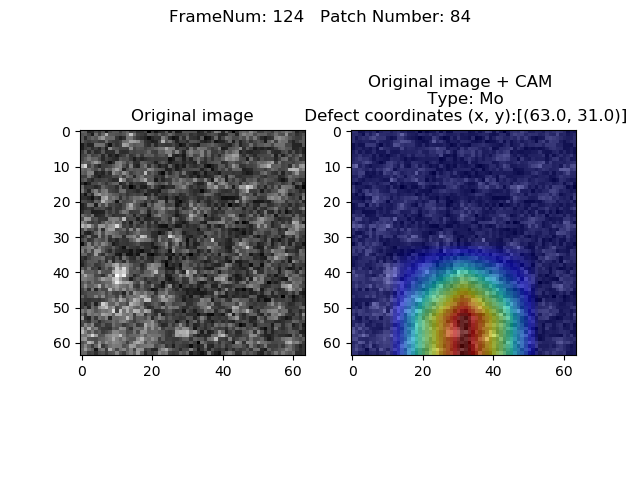 FrameNum: 124   Patch Number: 84
Original image + CAM
Type: Mo
Original image
Defect coordinates (x, y):[(63.0, 31.0)]
0
10
20
30
40
50
60
0 20 40 60
0
10
20
30
40
50
60
0 20 40 60